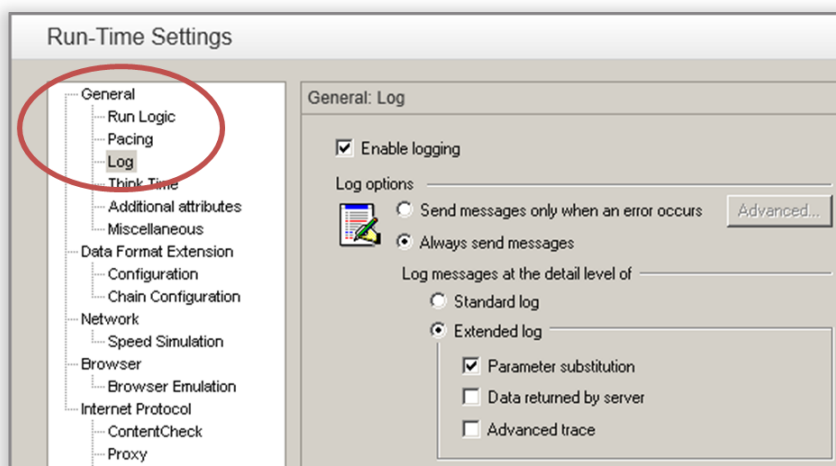 Run-Time Settings
General
Run Logic
Pacing
Log
Think Time
Additional attributes
Miscellaneous
Data Format Extension
Configuration
Chain Configuration
Network
Speed Simulation
Browser
Browser Emulation
Internet Protocol
ContentCheck
Proxy
General: Log
Enable logging
Log options
Send messages only when an error occurs
Advanced...
Always send messages
Log messages at the detail level of
Standard log
Extended log
Parameter substitution
Data returned by server
Advanced trace